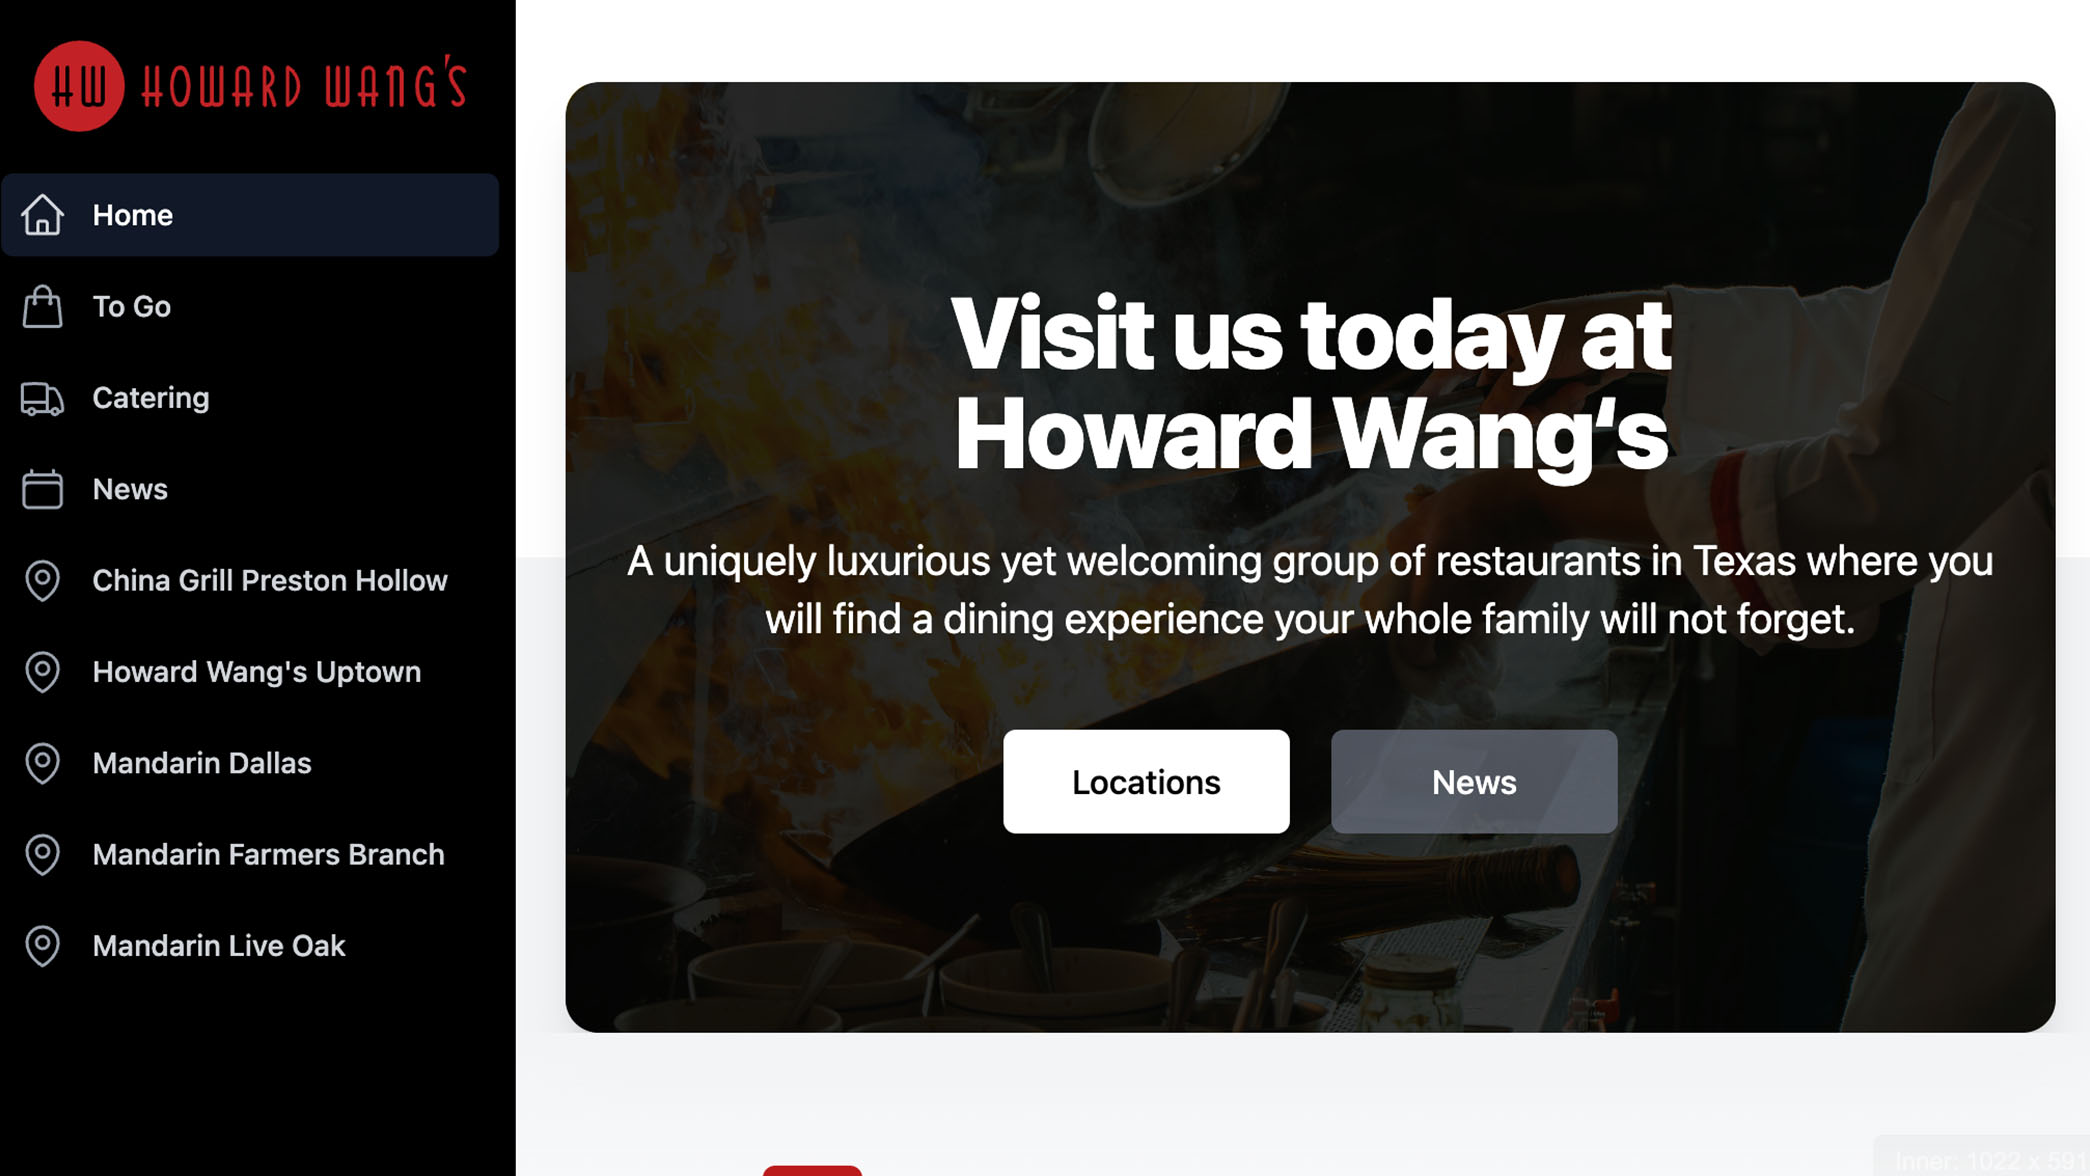 HW HOWARD WANG'S
Home
To Go
Catering
News
China Grill Preston Hollow
Howard Wang's Uptown
Mandarin Dallas
Mandarin Farmers Branch
Mandarin Live Oak
Visit us today at
Howard Wang‘s
A uniquely luxurious yet welcoming group of restaurants in Texas where you
will find a dining experience your whole family will not forget.
Locations
News
Inner: 1022 x 591